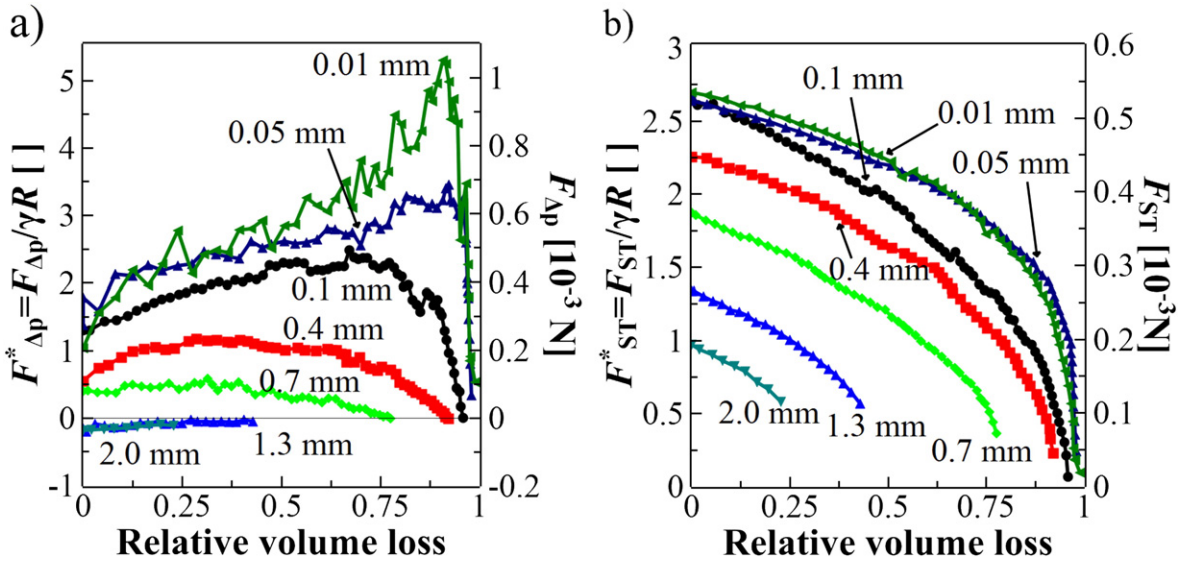 a)
F*Δp=FΔp/γR [ ]
5
4
3
2
1
0
-1
0
0.25
0.5
0.75
1
Relative volume loss
1
0.8
0.6
0.4
0.2
0
-0.2
FΔp [10-3 N]
0.01 mm
0.05 mm
0.1 mm
0.4 mm
0.7 mm
2.0 mm
1.3 mm
b)
F*ST=FST/γR [ ]
3
2.5
2
1.5
1
0.5
0
0
0.25
0.5
0.75
1
Relative volume loss
0.6
0.5
0.4
0.3
0.2
0.1
0
FST [10-3N]
0.1 mm
0.01 mm
0.05 mm
0.4 mm
2.0 mm
1.3 mm
0.7 mm